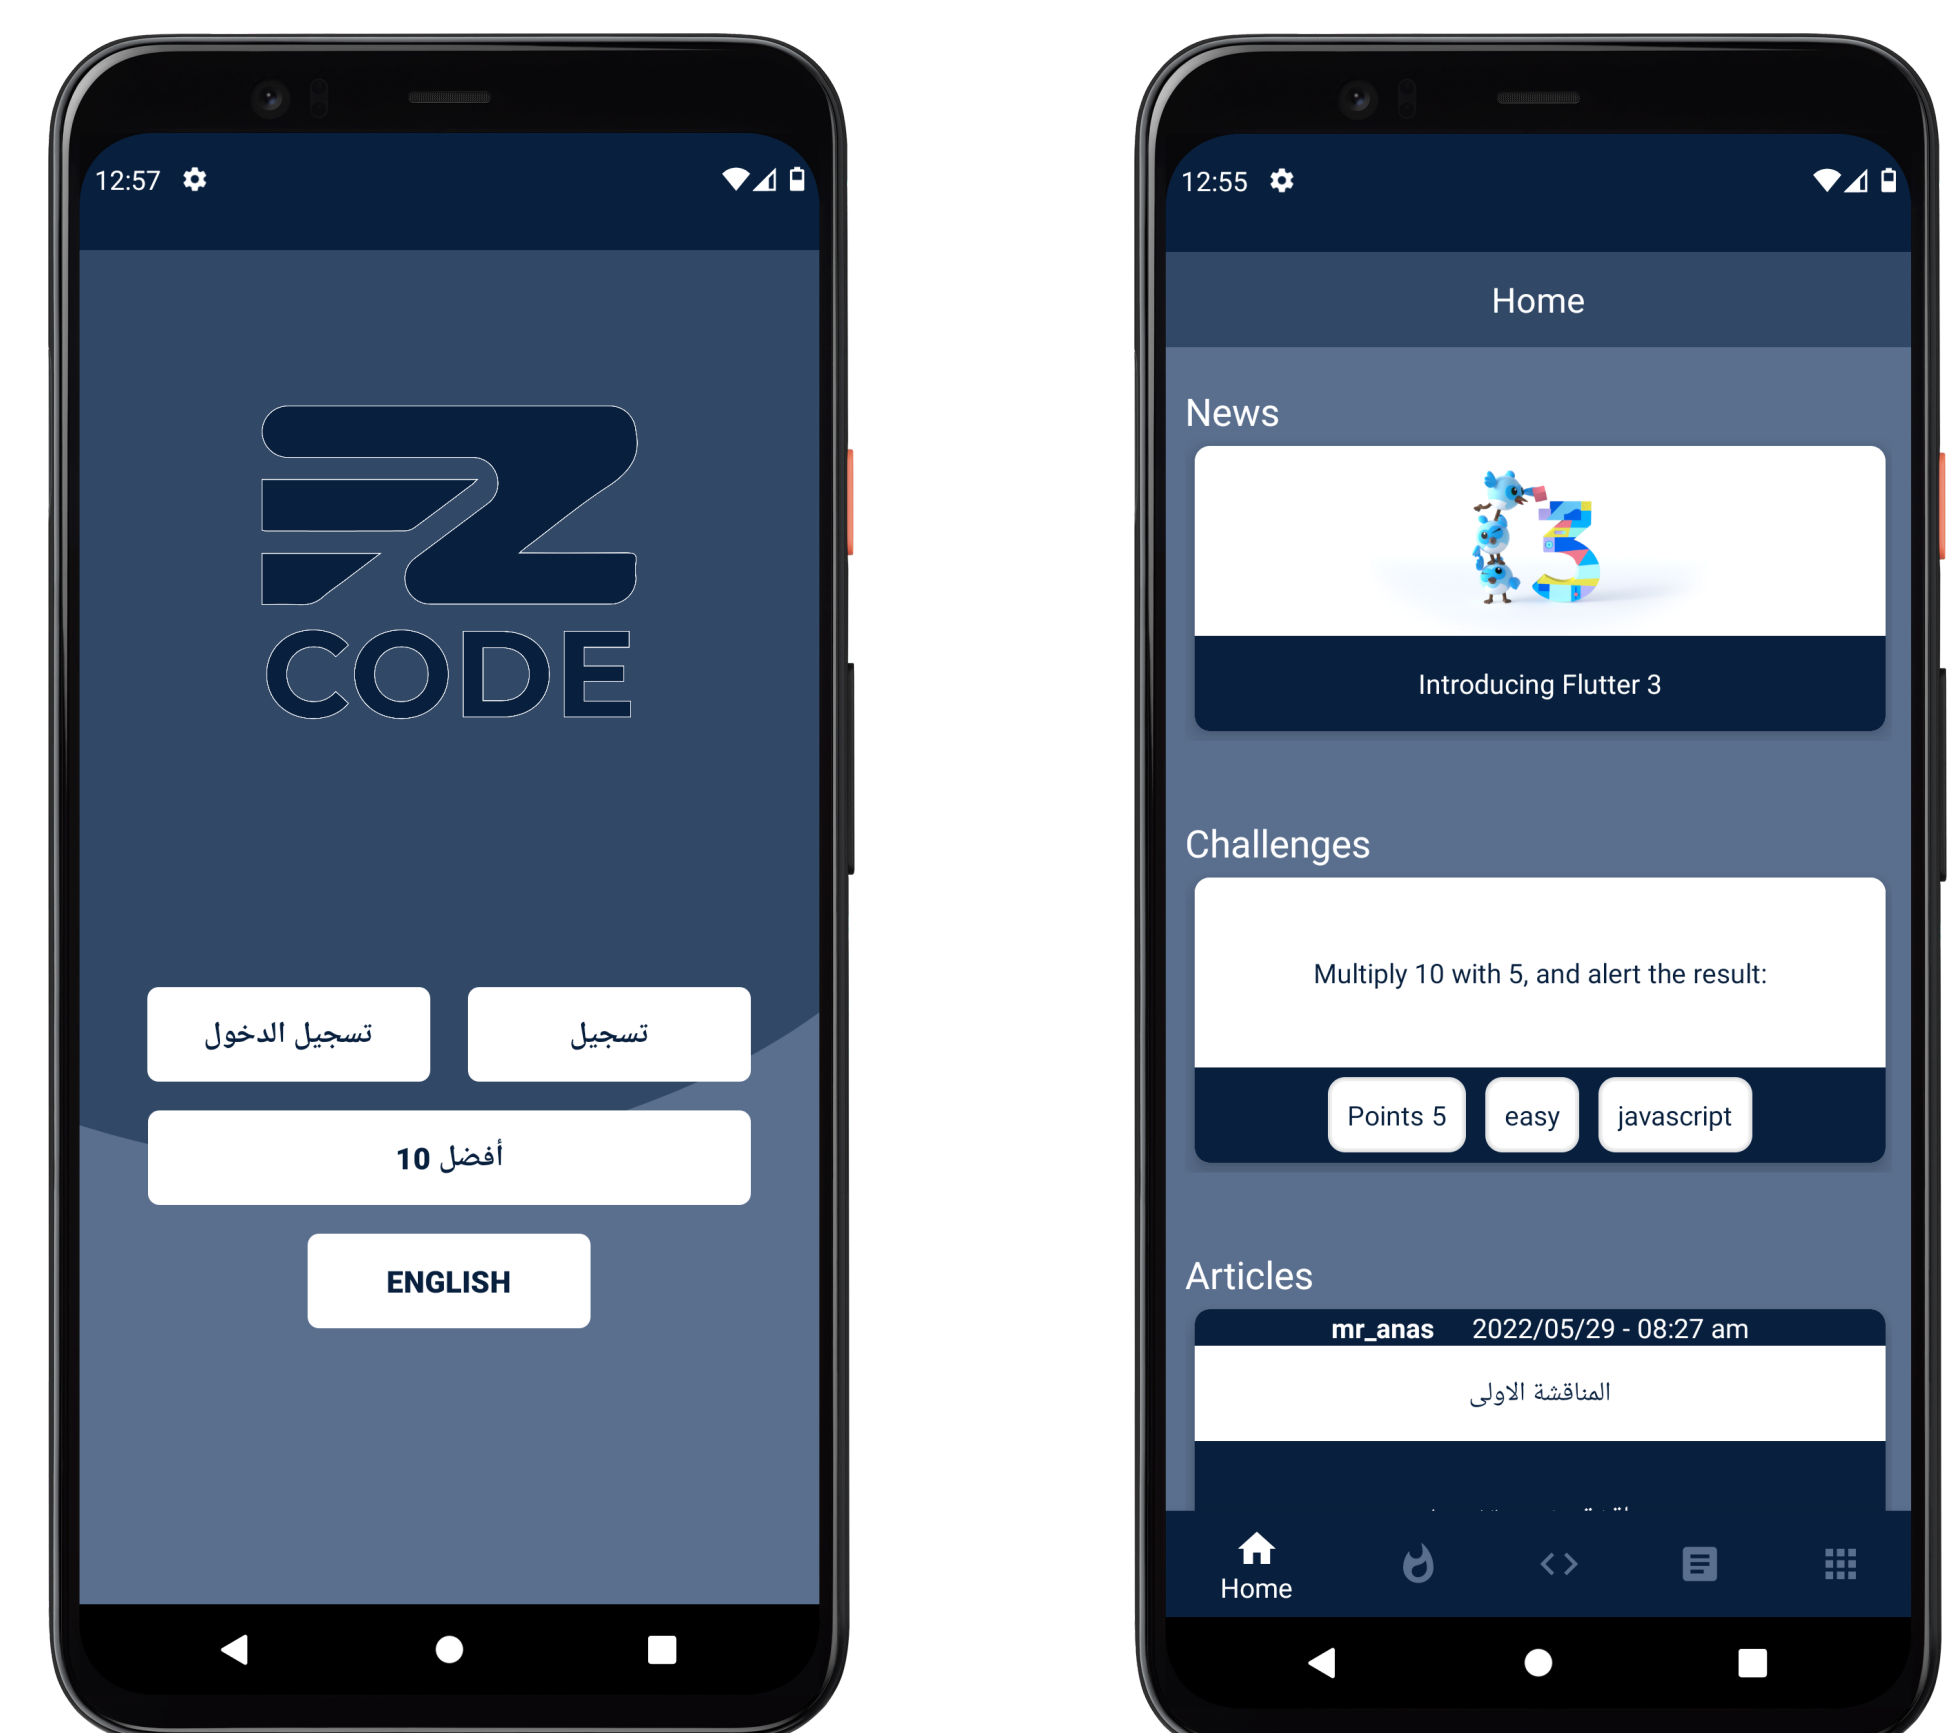 12:57
CODE
تسجيل الدخول
تسجيل
أفضل 10
ENGLISH
12:55
Home
News
3
Introducing Flutter 3
Challenges
Multiply 10 with 5, and alert the result:
Points 5
easy
javascript
Articles
mr_anas 2022/05/29 - 08:27 am
المناقشة الاولى
Home